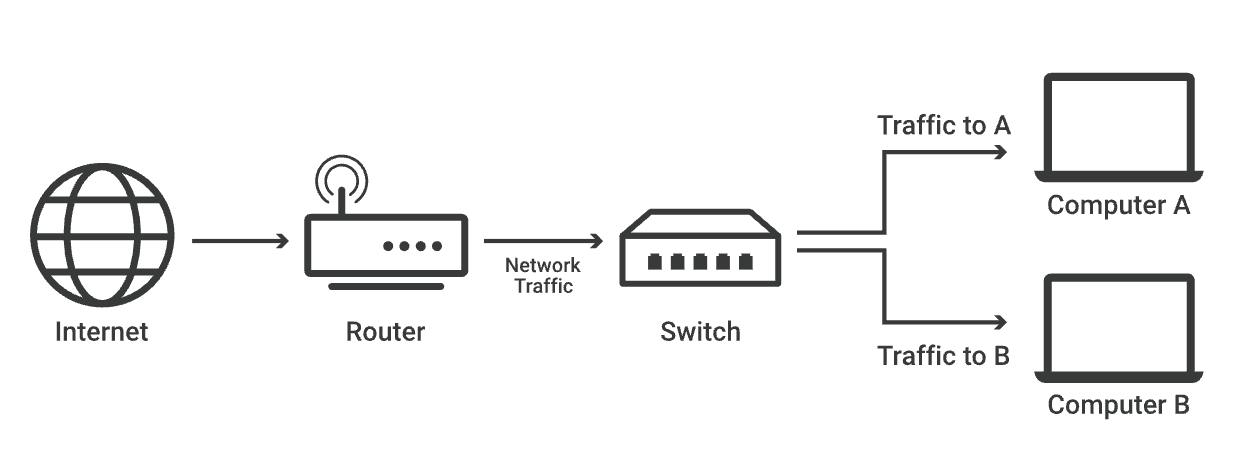 Internet
Router
Network
Traffic
Switch
Traffic to A
Computer A
Traffic to B
Computer B